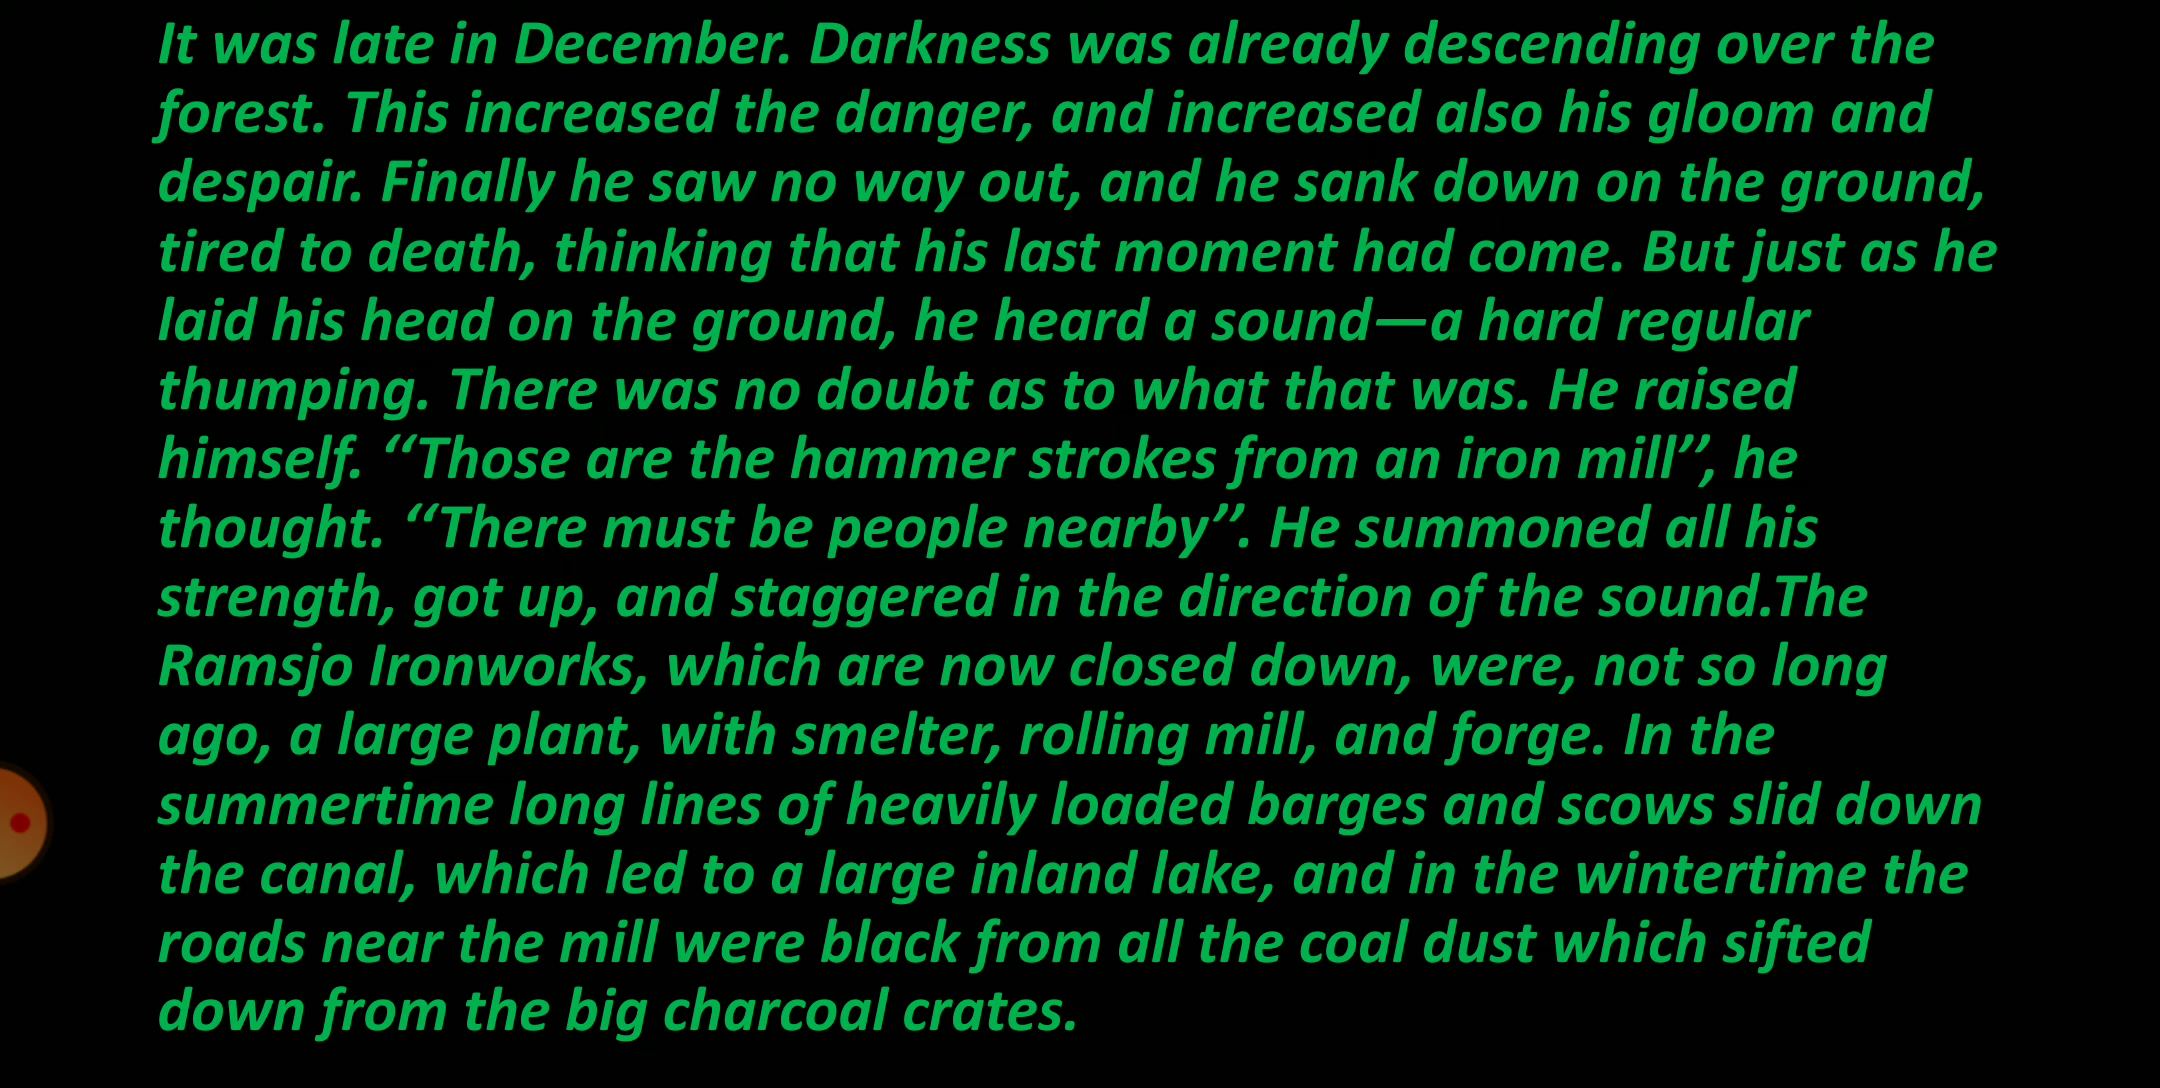 It was late in December. Darkness was already descending over the
forest. This increased the danger, and increased also his gloom and
despair. Finally he saw no way out, and he sank down on the ground,
tired to death, thinking that his last moment had come. But just as he
laid his head on the ground, he heard a sound—a hard regular
thumping. There was no doubt as to what that was. He raised
himself. ‘‘Those are the hammer strokes from an iron mill’’, he
thought. ‘‘There must be people nearby’’. He summoned all his
strength, got up, and staggered in the direction of the sound.The
Ramsjo Ironworks, which are now closed down, were, not so long
ago, a large plant, with smelter, rolling mill, and forge. In the
summertime long lines of heavily loaded barges and scows slid down
the canal, which led to a large inland lake, and in the wintertime the
roads near the mill were black from all the coal dust which sifted
down from the big charcoal crates.